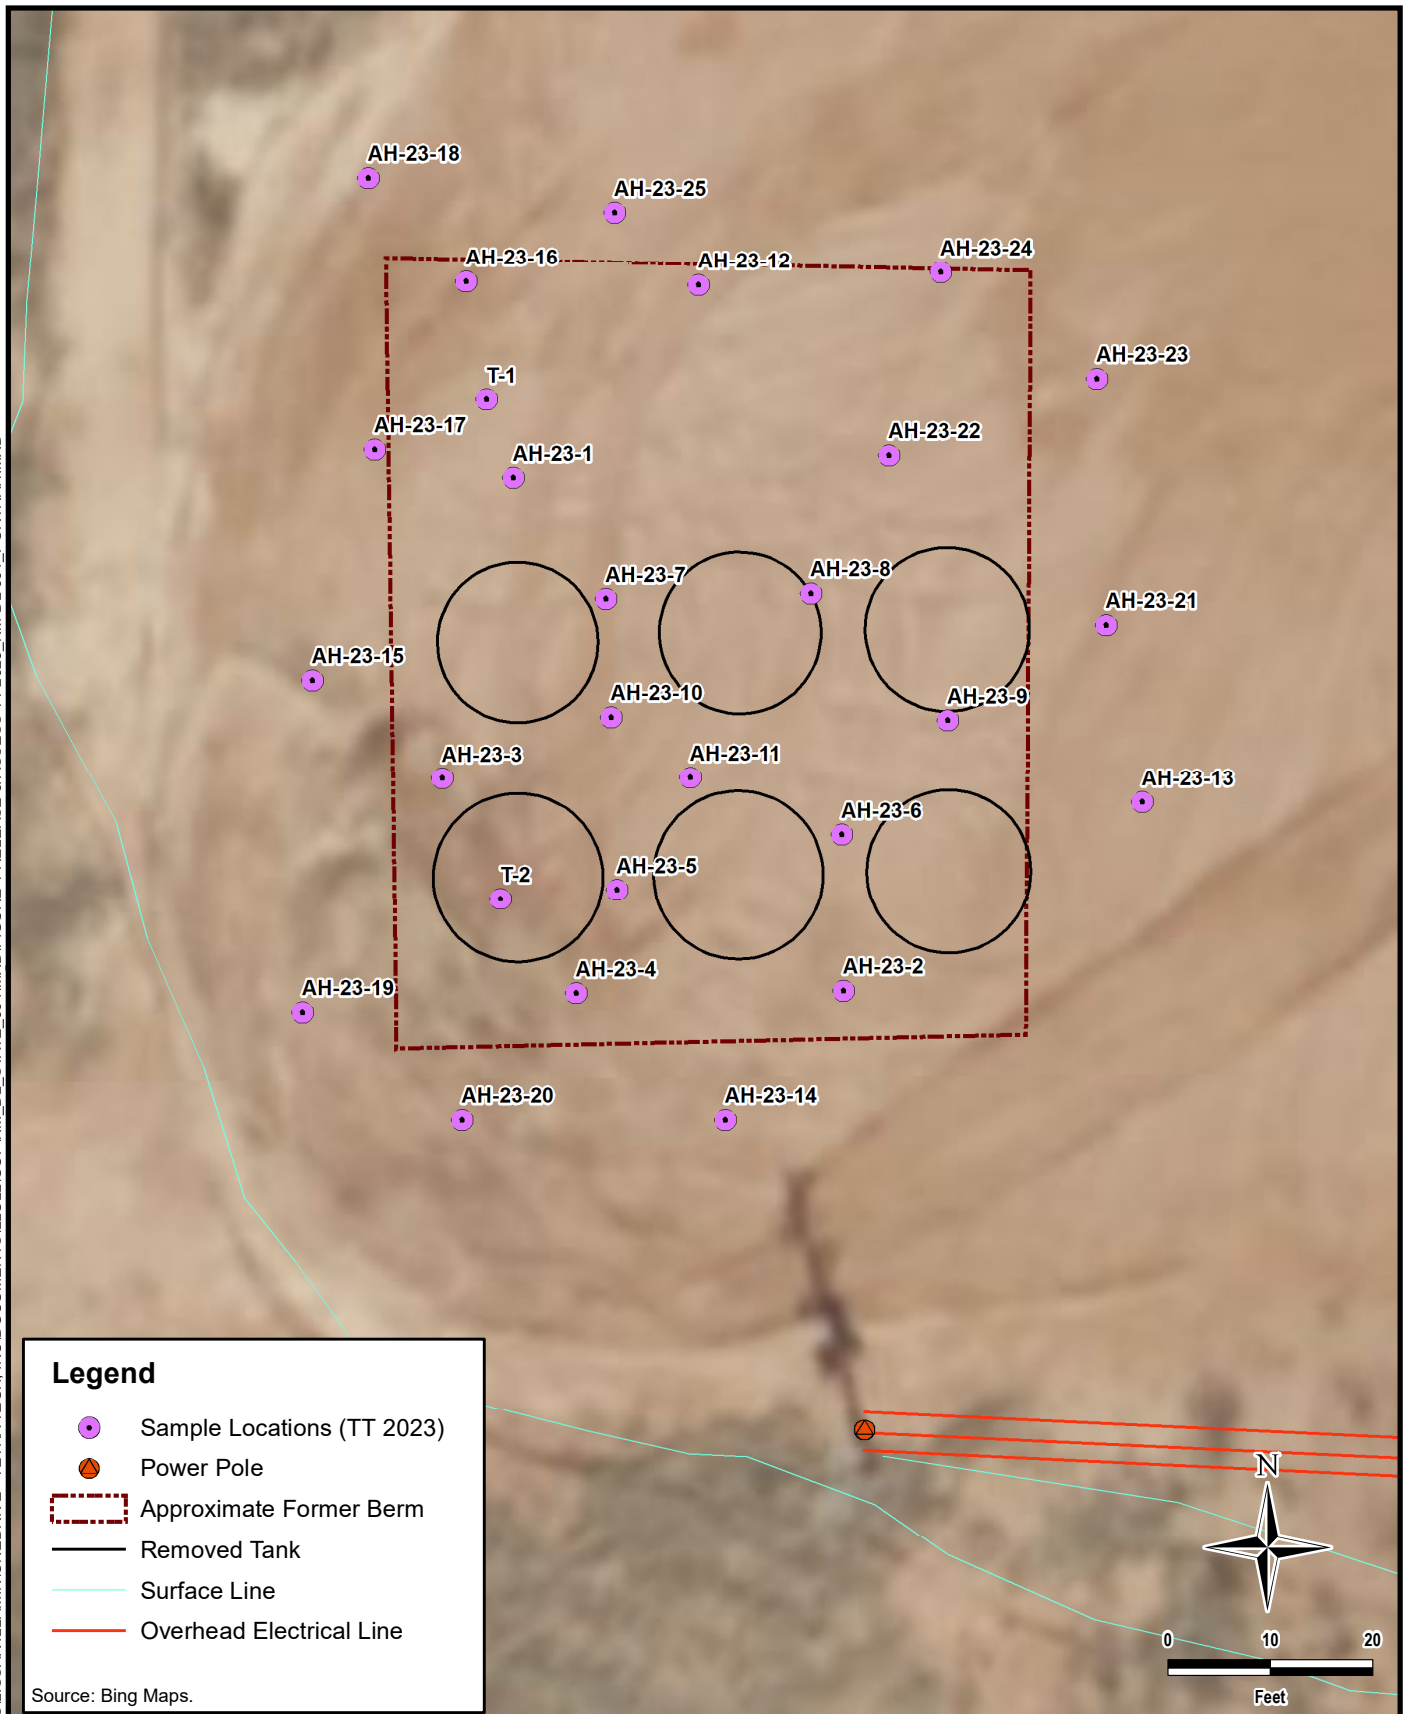 AH-23-18
AH-23-25
AH-23-24
AH-23-16
AH-23-12
AH-23-23
T-1
AH-23-17
AH-23-22
AH-23-1
AH-23-8
AH-23-7
AH-23-21
AH-23-15
AH-23-10
AH-23-9
AH-23-3
AH-23-11
AH-23-13
AH-23-6
AH-23-5
T-2
AH-23-2
AH-23-4
AH-23-19
AH-23-20
AH-23-14
Legend
Sample Locations (TT 2023)
Power Pole
Approximate Former Berm
Removed Tank
Surface Line
Overhead Electrical Line
Source: Bing Maps.
N
0 10 20
Feet